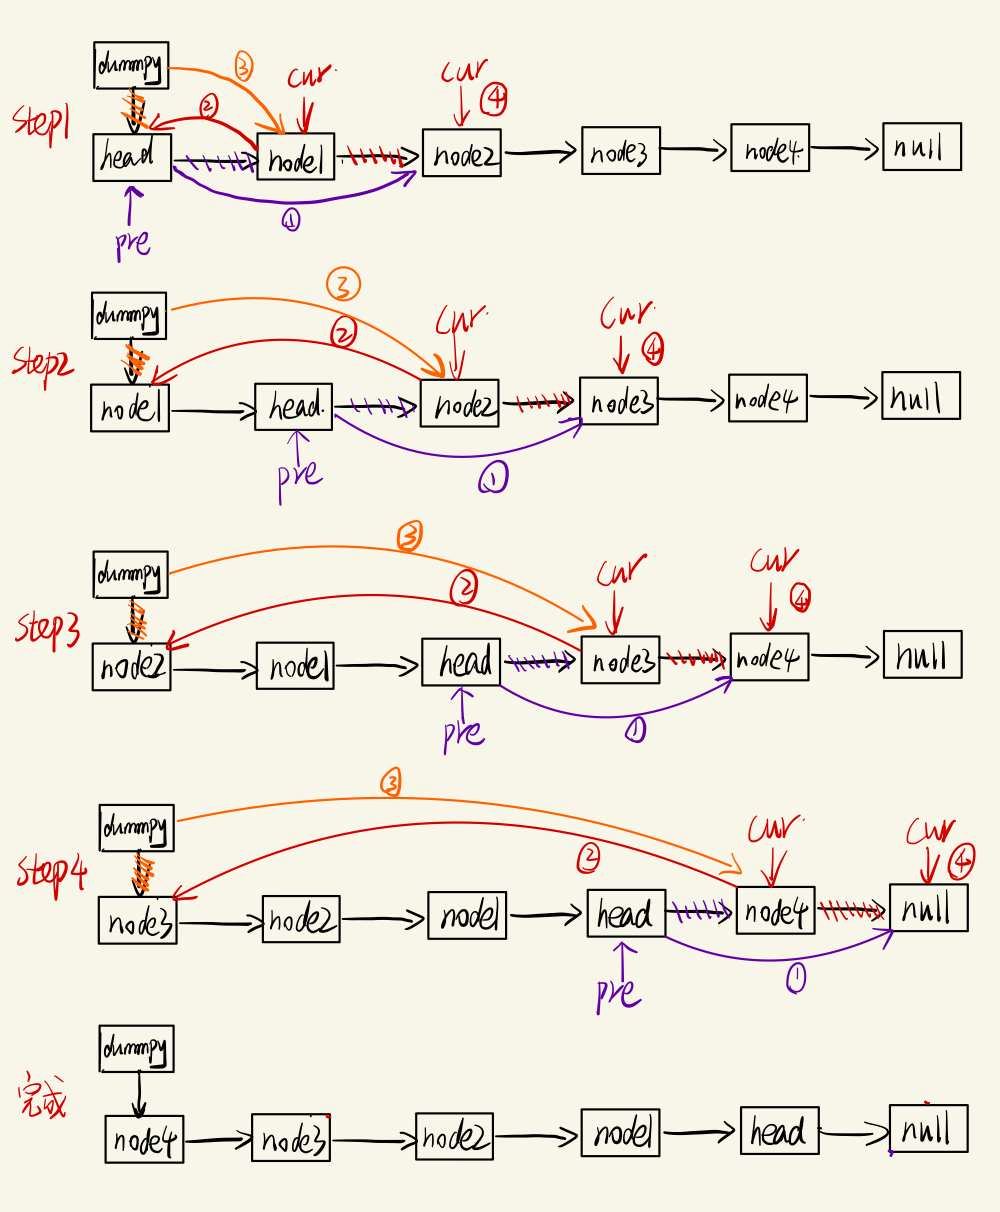 dummpy
③ cur. cur ④
Step1 ②
head node1 node2 node3 node4. null
①
pre
③
dummpy cur. cur.
Step2 ② ④
node1 head. node2 node3 node4 null
pre ①
③
dummpy ② cur cur
Step3 ④
node2 node1 head node3 node4 null
pre ①
③
dummpy cur. cur
Step4 ② ④
node3 node2 node1 head node4 null
pre ①
dummpy
完成
node4 node3 node2 node1 head null